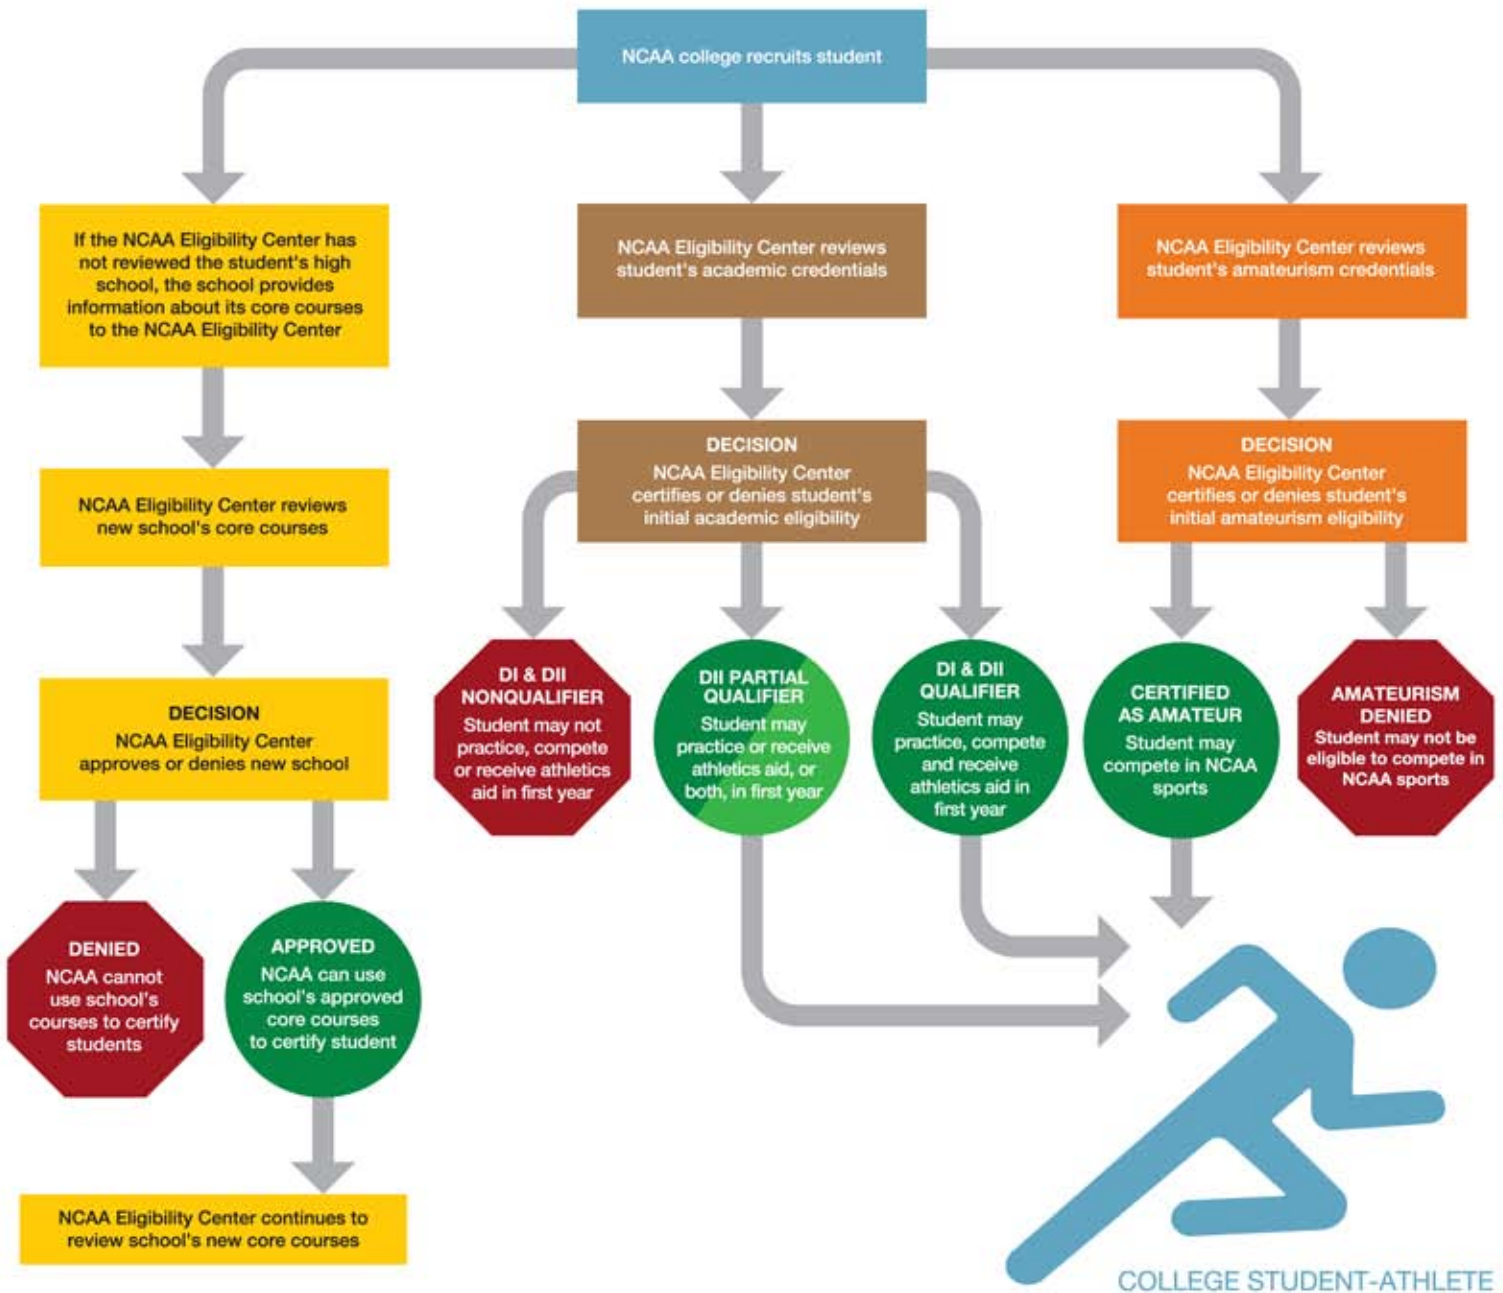 NCAA college recruits student
If the NCAA Eligibility Center has
not reviewed the student's high
school, the school provides
information about its core courses
to the NCAA Eligibility Center
NCAA Eligibility Center reviews
new school's core courses
DECISION
NCAA Eligibility Center
approves or denies new school
DENIED
NCAA cannot
use school's
courses to certify
students
APPROVED
NCAA can use
school's approved
core courses
to certify student
NCAA Eligibility Center continues to
review school's new core courses
NCAA Eligibility Center reviews
student's academic credentials
DECISION
NCAA Eligibility Center
certifies or denies student's
initial academic eligibility
DI & DII
NONQUALIFIER
Student may not
practice, compete
or receive athletics
aid in first year
DII PARTIAL
QUALIFIER
Student may
practice or receive
athletics aid, or
both, in first year
DI & DII
QUALIFIER
Student may
practice, compete
and receive
athletics aid in
first year
NCAA Eligibility Center reviews
student's amateurism credentials
DECISION
NCAA Eligibility Center
certifies or denies student's
initial amateurism eligibility
CERTIFIED
AS AMATEUR
Student may
compete in NCAA
sports
AMATEURISM
DENIED
Student may not be
eligible to compete in
NCAA sports
COLLEGE STUDENT-ATHLETE